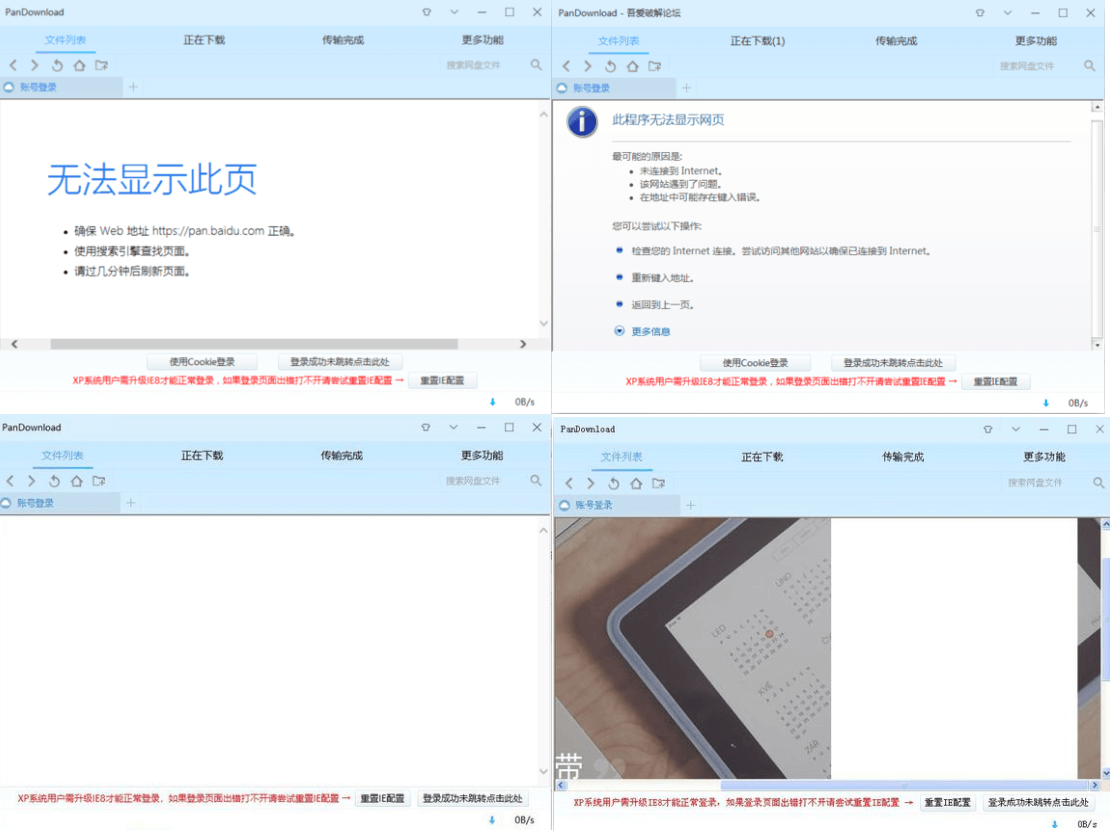 PanDownload
文件列表
正在下载
传输完成
更多功能
搜索网盘文件
账号登录
无法显示此页
确保 Web 地址 https://pan.baidu.com 正确。
使用搜索引擎查找页面。
请过几分钟后刷新页面。
使用Cookie登录
登录成功未跳转点击此处
XP系统用户需升级IE8才能正常登录，如果登录页面出错打不开请尝试重置IE配置 → 重置IE配置
0B/s
PanDownload - 吾爱破解论坛
文件列表
正在下载(1)
传输完成
更多功能
搜索网盘文件
账号登录
此程序无法显示网页
最可能的原因是:
未连接到 Internet。
该网站遇到了问题。
在地址中可能存在键入错误。
您可以尝试以下操作:
检查您的 Internet 连接。尝试访问其他网站以确保已连接到 Internet。
重新键入地址。
返回到上一页。
更多信息
使用Cookie登录
登录成功未跳转点击此处
XP系统用户需升级IE8才能正常登录，如果登录页面出错打不开请尝试重置IE配置 → 重置IE配置
0B/s
PanDownload
文件列表
正在下载
传输完成
更多功能
搜索网盘文件
账号登录
XP系统用户需升级IE8才能正常登录，如果登录页面出错打不开请尝试重置IE配置 → 重置IE配置
登录成功未跳转点击此处
0B/s
PanDownload
文件列表
正在下载
传输完成
更多功能
搜索网盘文件
账号登录
LED
UNO
KVE
ZAR
带
XP系统用户需升级IE8才能正常登录，如果登录页面出错打不开请尝试重置IE配置 → 重置IE配置
登录成功未跳转点击此处
0B/s